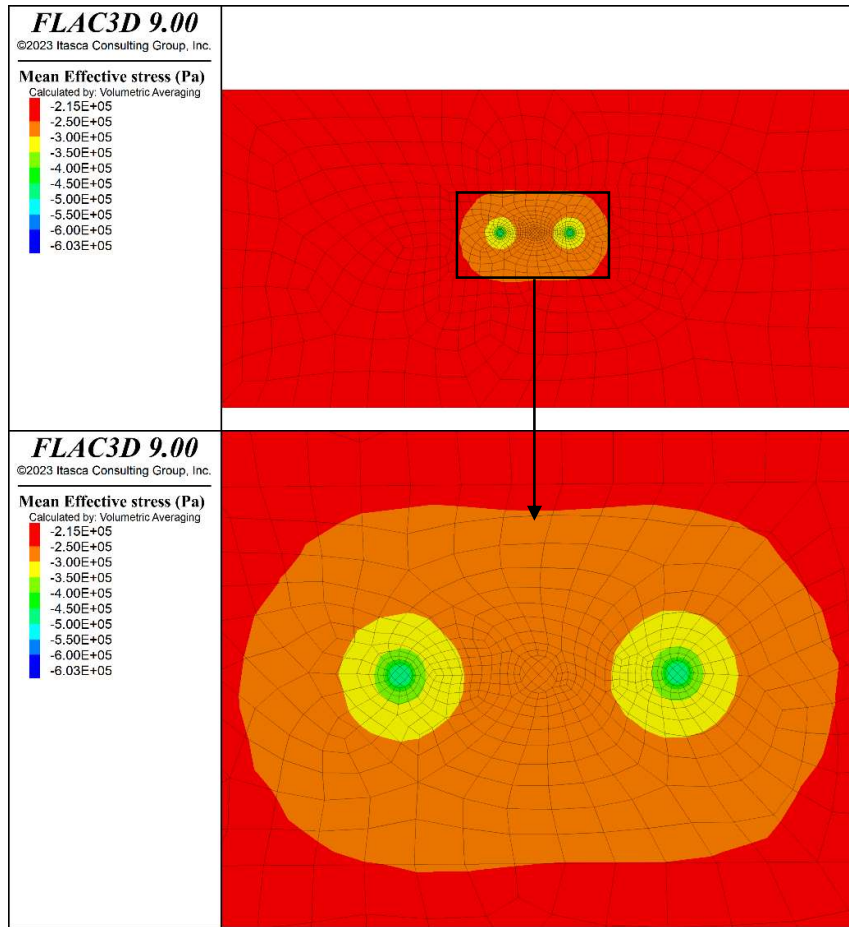 FLAC3D 9.00
©2023 Itasca Consulting Group, Inc.
Mean Effective stress (Pa)
Calculated by: Volumetric Averaging
-2.15E+05
-2.50E+05
-3.00E+05
-3.50E+05
-4.00E+05
-4.50E+05
-5.00E+05
-5.50E+05
-6.00E+05
-6.03E+05
FLAC3D 9.00
©2023 Itasca Consulting Group, Inc.
Mean Effective stress (Pa)
Calculated by: Volumetric Averaging
-2.15E+05
-2.50E+05
-3.00E+05
-3.50E+05
-4.00E+05
-4.50E+05
-5.00E+05
-5.50E+05
-6.00E+05
-6.03E+05